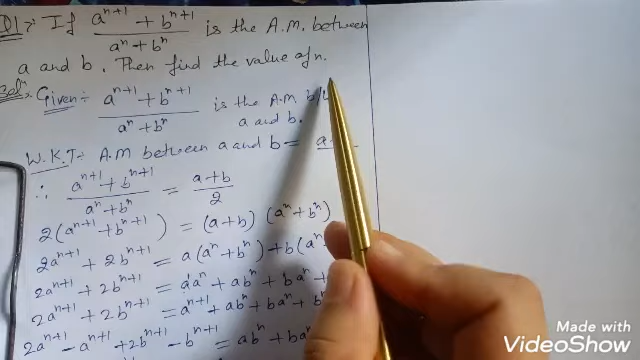 Q1:- If (a^(n+1) + b^(n+1))/(a^n + b^n) is the A.M. between
a and b. Then find the value of n.
Solⁿ:- Given:- (a^(n+1) + b^(n+1))/(a^n + b^n) is the A.M b/w
a and b.
W.K.T:- A.M between a and b = a
∴ (a^(n+1) + b^(n+1))/(a^n + b^n) = (a+b)/2
2(a^(n+1) + b^(n+1)) = (a+b) (a^n + b^n)
2a^(n+1) + 2b^(n+1) = a(a^n + b^n) + b(a^n
2a^(n+1) + 2b^(n+1) = aa^n + ab^n + ba^n +
2a^(n+1) + 2b^(n+1) = a^(n+1) + ab^n + ba^n + b
2a^(n+1) - a^(n+1) + 2b^(n+1) - b^(n+1) = ab^n + ba^n
Made with
VideoShow